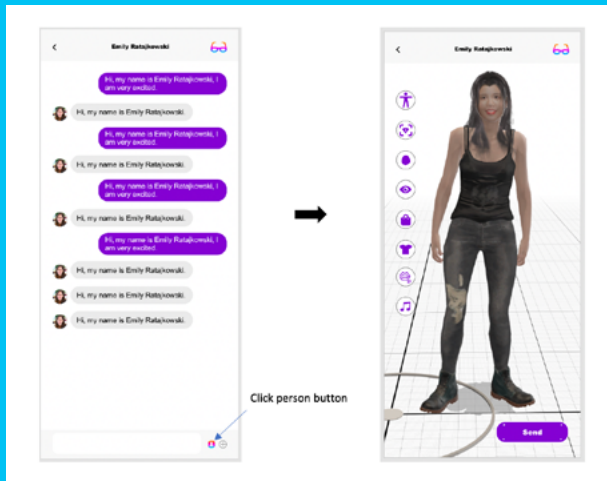 Emily Ratajkowski
Hi, my name is Emily Ratajkowski, I
am very excited.
Hi, my name is Emily Ratajkowski.
Hi, my name is Emily Ratajkowski, I
am very excited.
Hi, my name is Emily Ratajkowski.
Hi, my name is Emily Ratajkowski, I
am very excited.
Hi, my name is Emily Ratajkowski.
Hi, my name is Emily Ratajkowski, I
am very excited
Hi, my name is Emily Ratajkowski.
Hi, my name is Emily Ratajkowski.
Hi, my name is Emily Ratajkowski.
Click person button
Emily Ratajkowski
Send